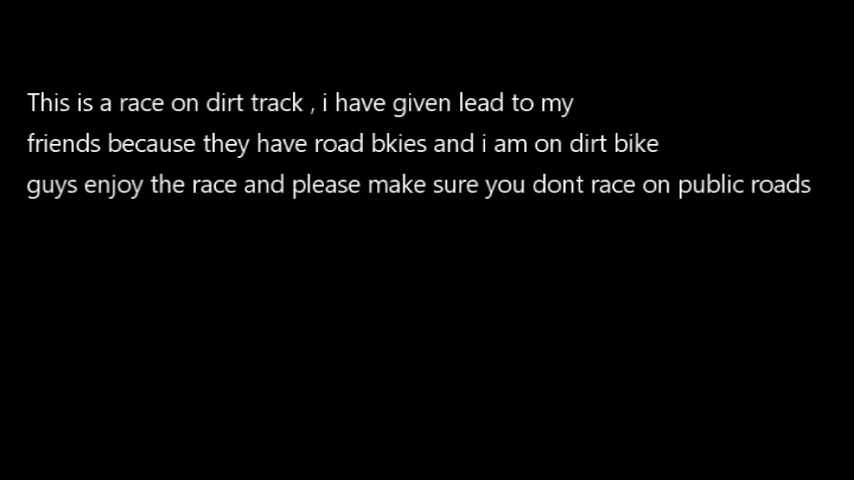 This is a race on dirt track , i have given lead to my
friends because they have road bkies and i am on dirt bike
guys enjoy the race and please make sure you dont race on public roads